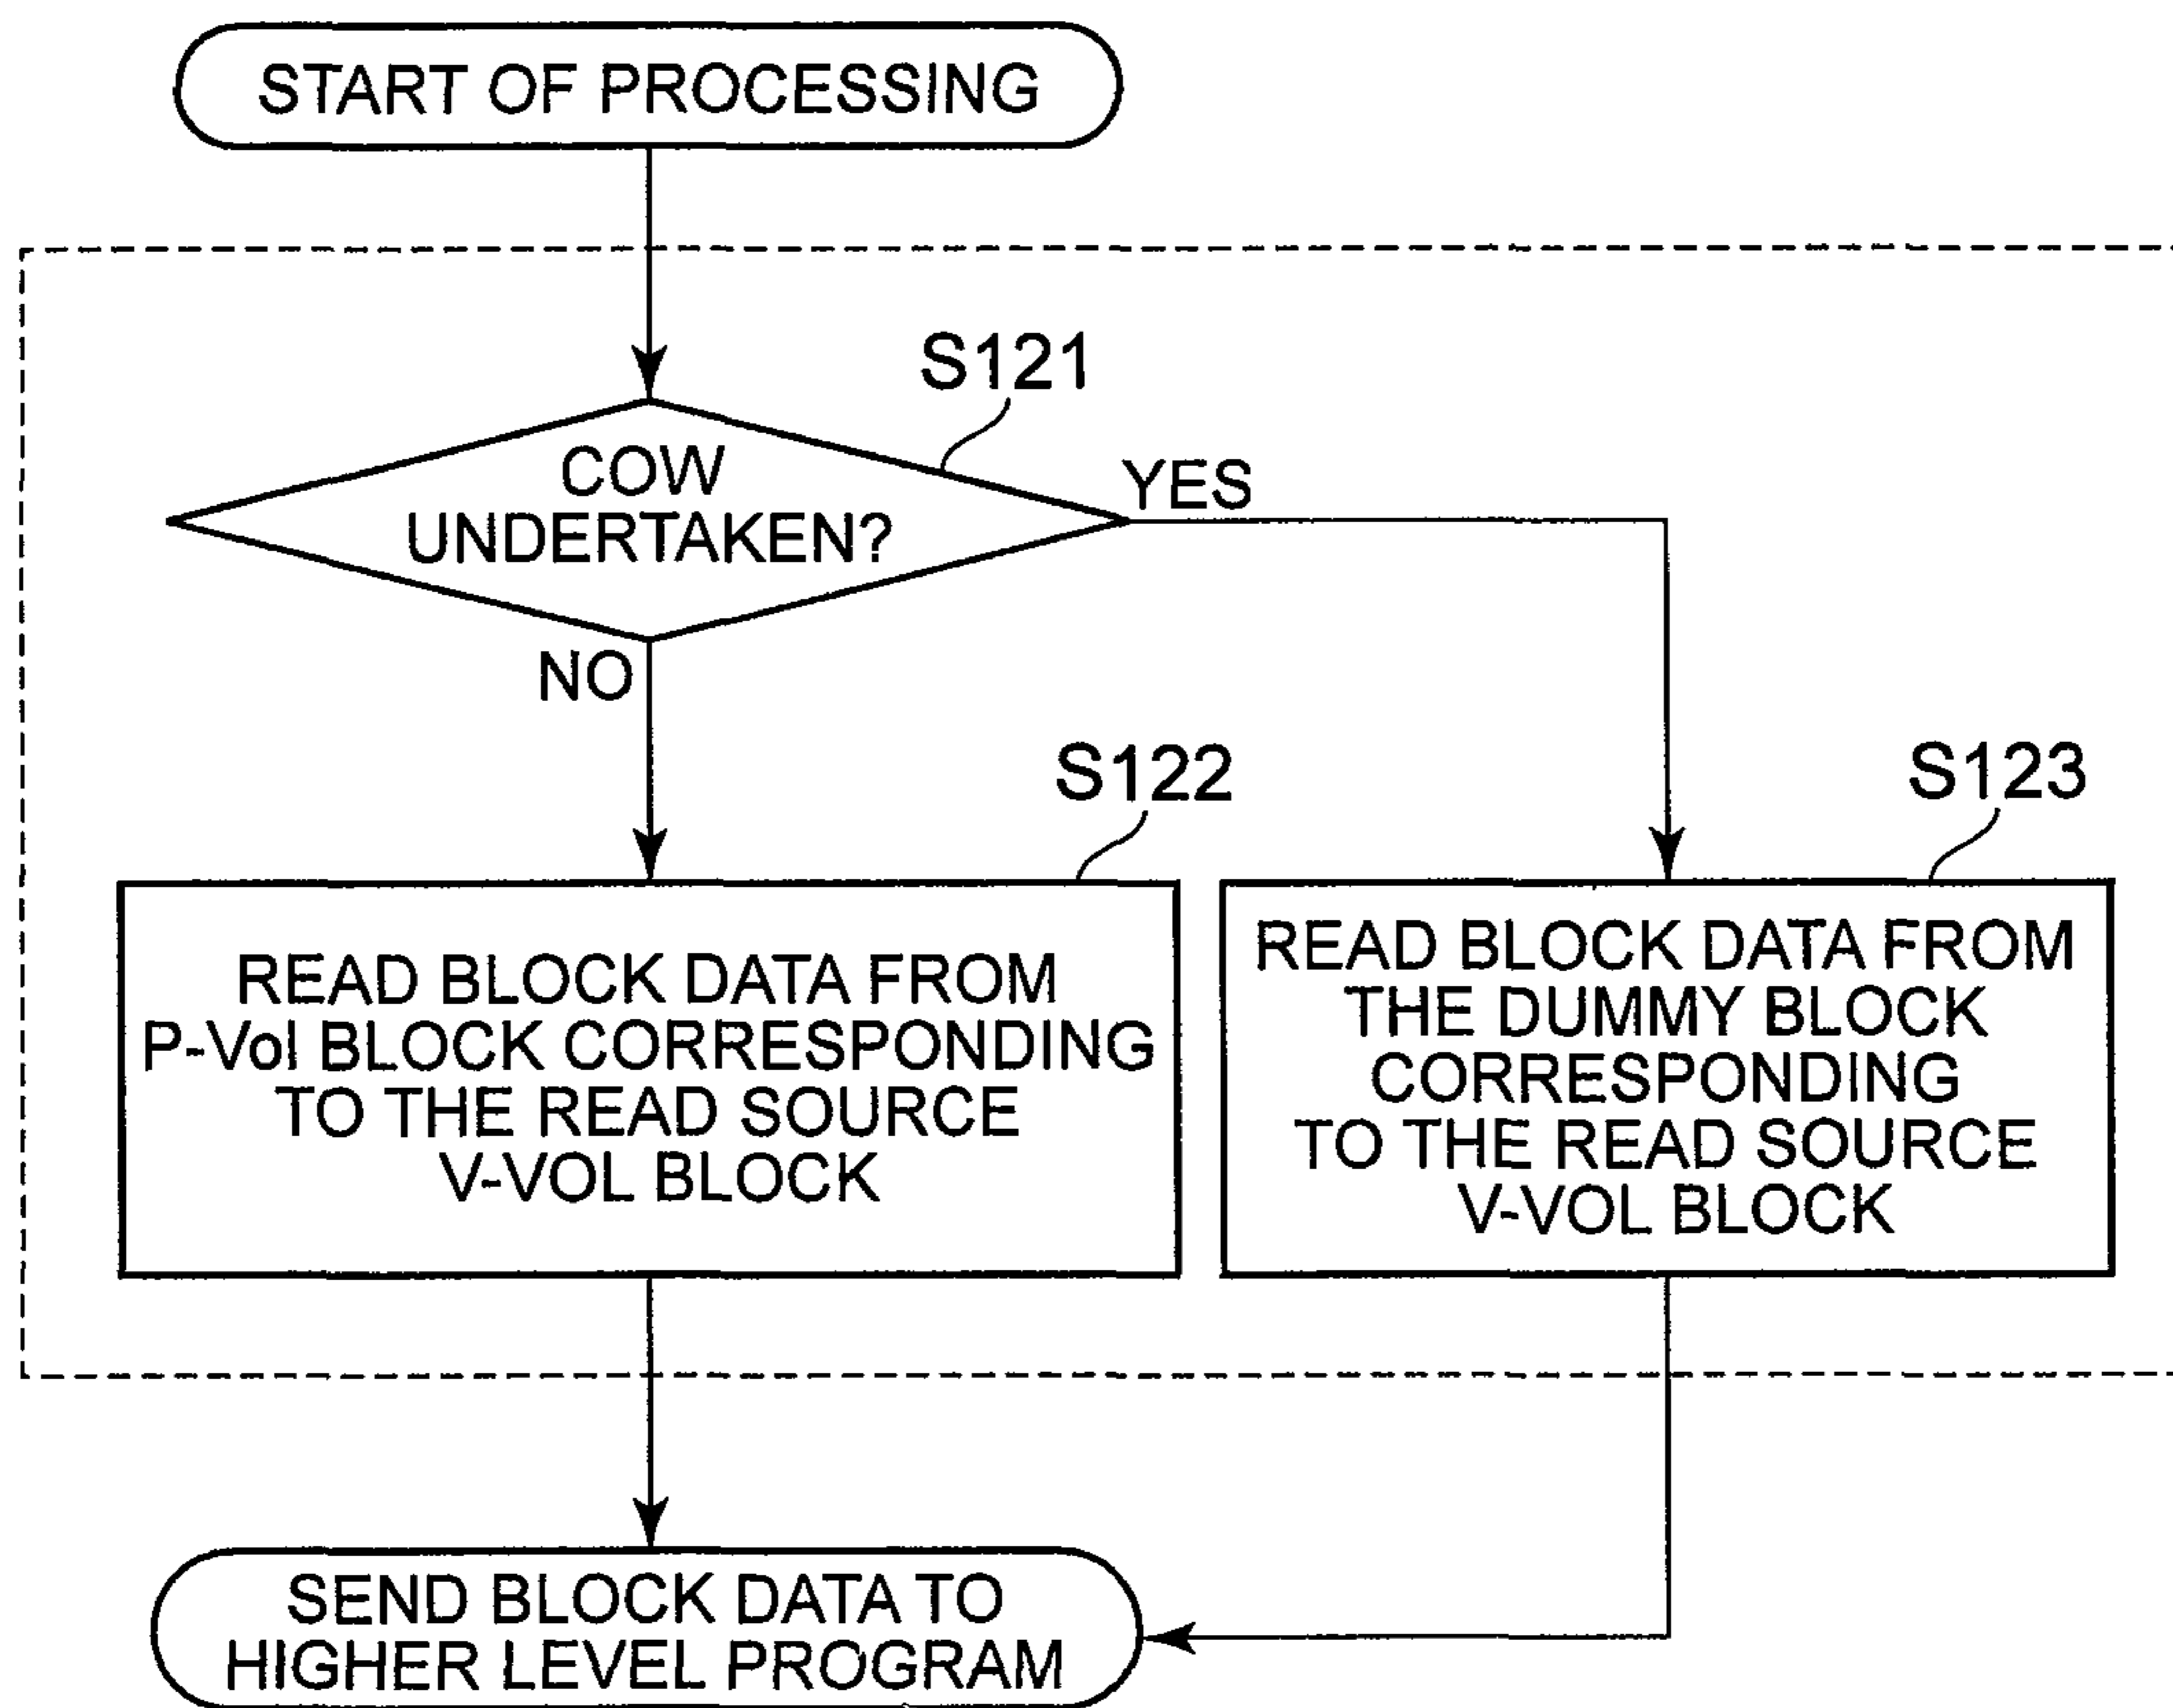 START OF PROCESSING
S121
COW
UNDERTAKEN?
YES
NO
S122
READ BLOCK DATA FROM
P-Vol BLOCK CORRESPONDING
TO THE READ SOURCE
V-VOL BLOCK
S123
READ BLOCK DATA FROM
THE DUMMY BLOCK
CORRESPONDING
TO THE READ SOURCE
V-VOL BLOCK
SEND BLOCK DATA TO
HIGHER LEVEL PROGRAM